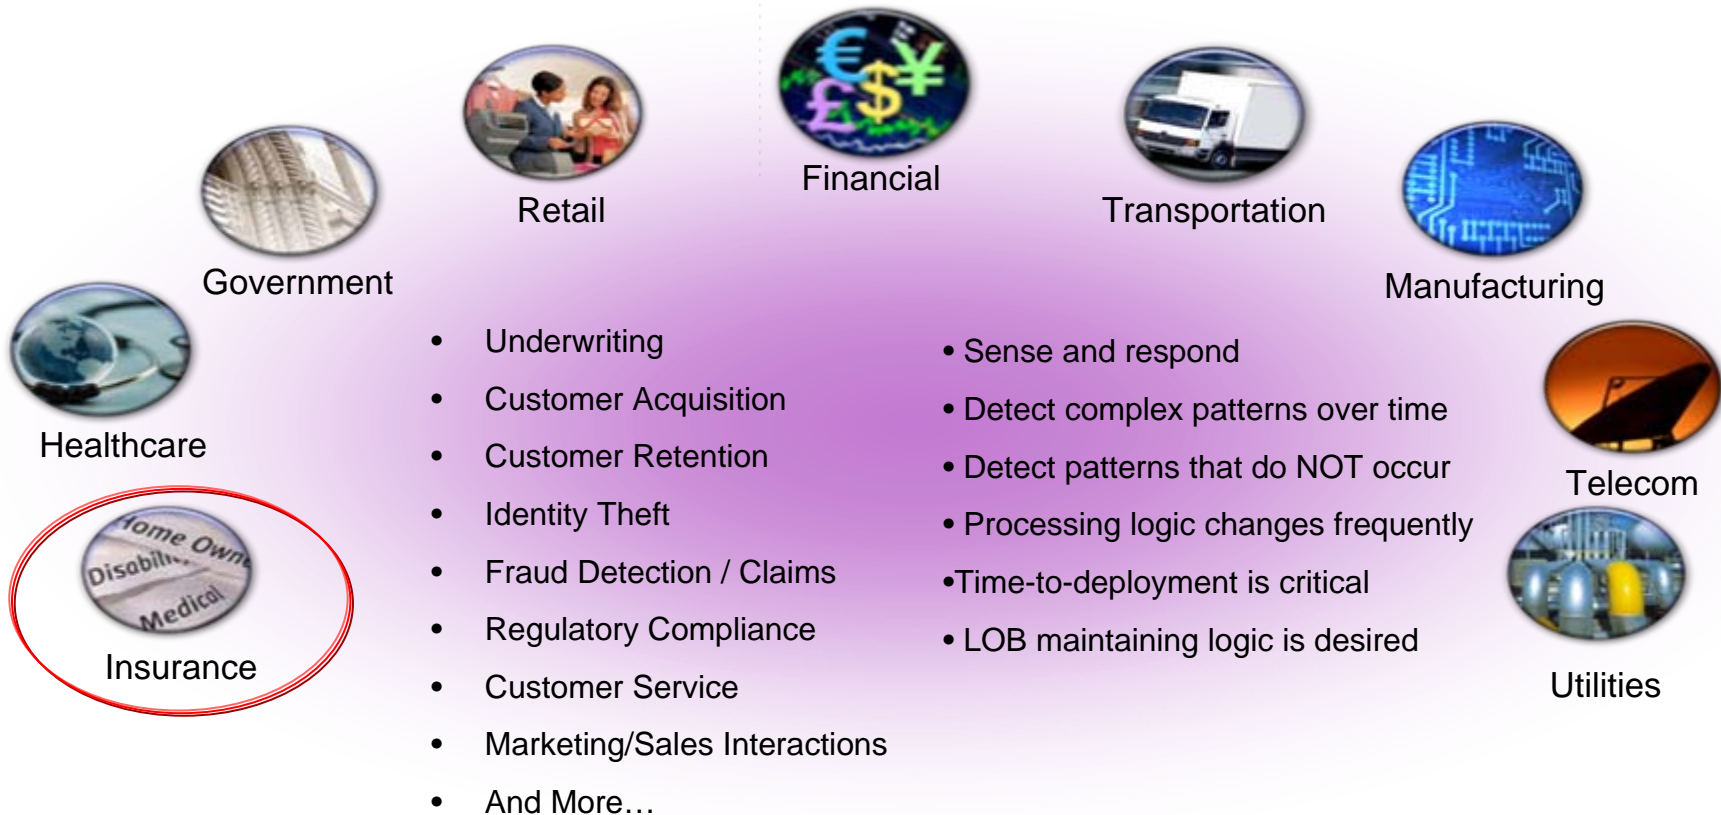 Financial
Retail
Transportation
Government
Manufacturing
Healthcare
Telecom
Home Owne
Disabili
Medical
Insurance
Utilities
• Underwriting
• Customer Acquisition
• Customer Retention
• Identity Theft
• Fraud Detection / Claims
• Regulatory Compliance
• Customer Service
• Marketing/Sales Interactions
• And More…
• Sense and respond
• Detect complex patterns over time
• Detect patterns that do NOT occur
• Processing logic changes frequently
•Time-to-deployment is critical
• LOB maintaining logic is desired